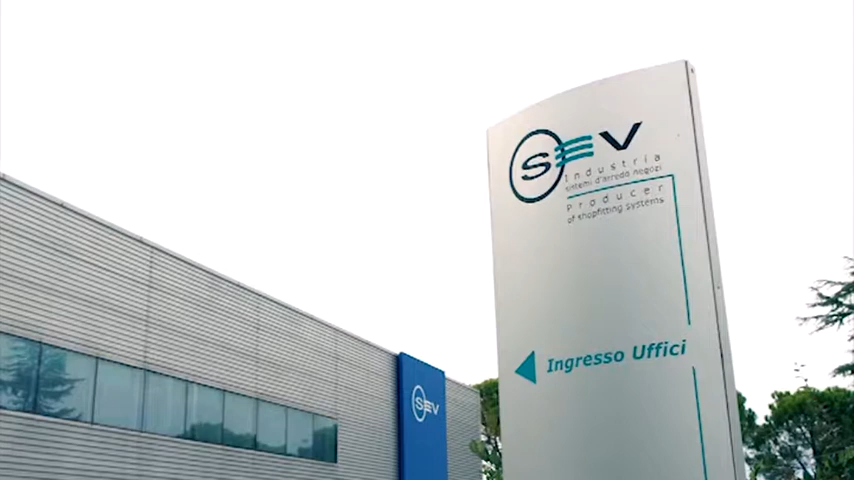 SEV
Industria
sistemi d'arredo negozi
Producer
of shopfitting systems
Ingresso Uffici
SEV